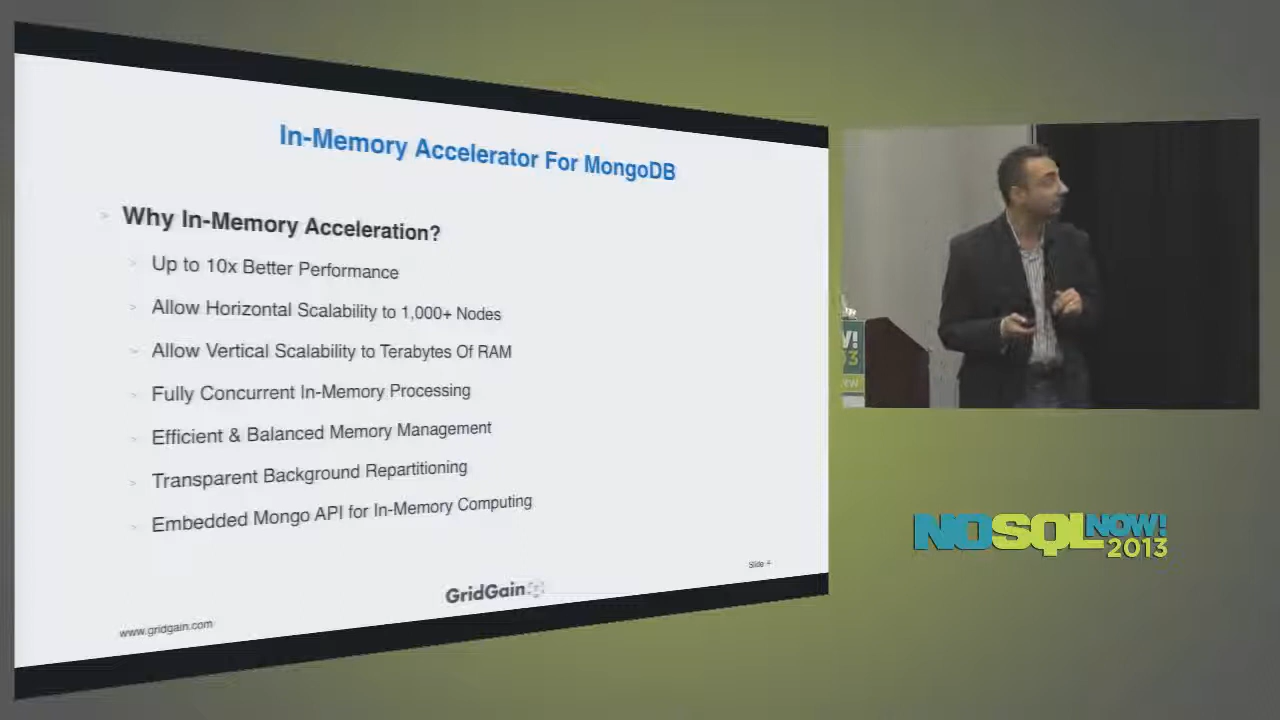 In-Memory Accelerator For MongoDB
Why In-Memory Acceleration?
Up to 10x Better Performance
Allow Horizontal Scalability to 1,000+ Nodes
Allow Vertical Scalability to Terabytes Of RAM
Fully Concurrent In-Memory Processing
Efficient & Balanced Memory Management
Transparent Background Repartitioning
Embedded Mongo API for In-Memory Computing
Slide 4
GridGain
www.gridgain.com
NOSQL NOW!
2013